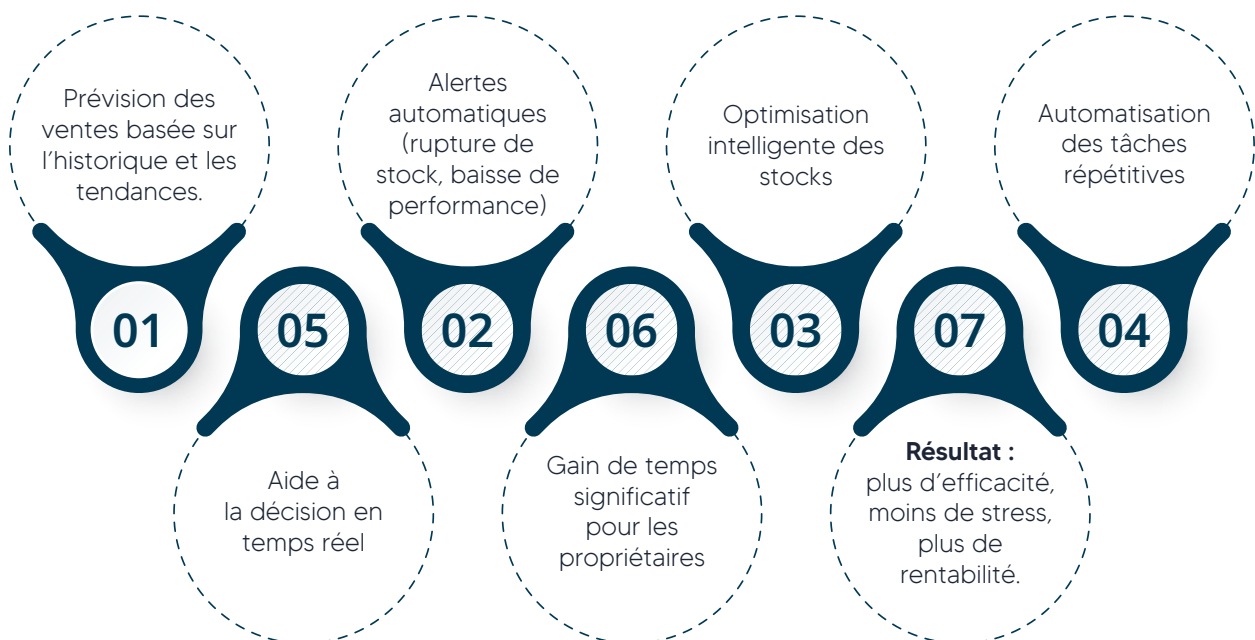 01
Prévision des
ventes basée sur
l’historique et les
tendances.
02
Alertes
automatiques
(rupture de
stock, baisse de
performance)
03
Optimisation
intelligente des
stocks
04
Automatisation
des tâches
répétitives
05
Aide à
la décision en
temps réel
06
Gain de temps
significatif
pour les
propriétaires
07
Résultat :
plus d’efficacité,
moins de stress,
plus de
rentabilité.